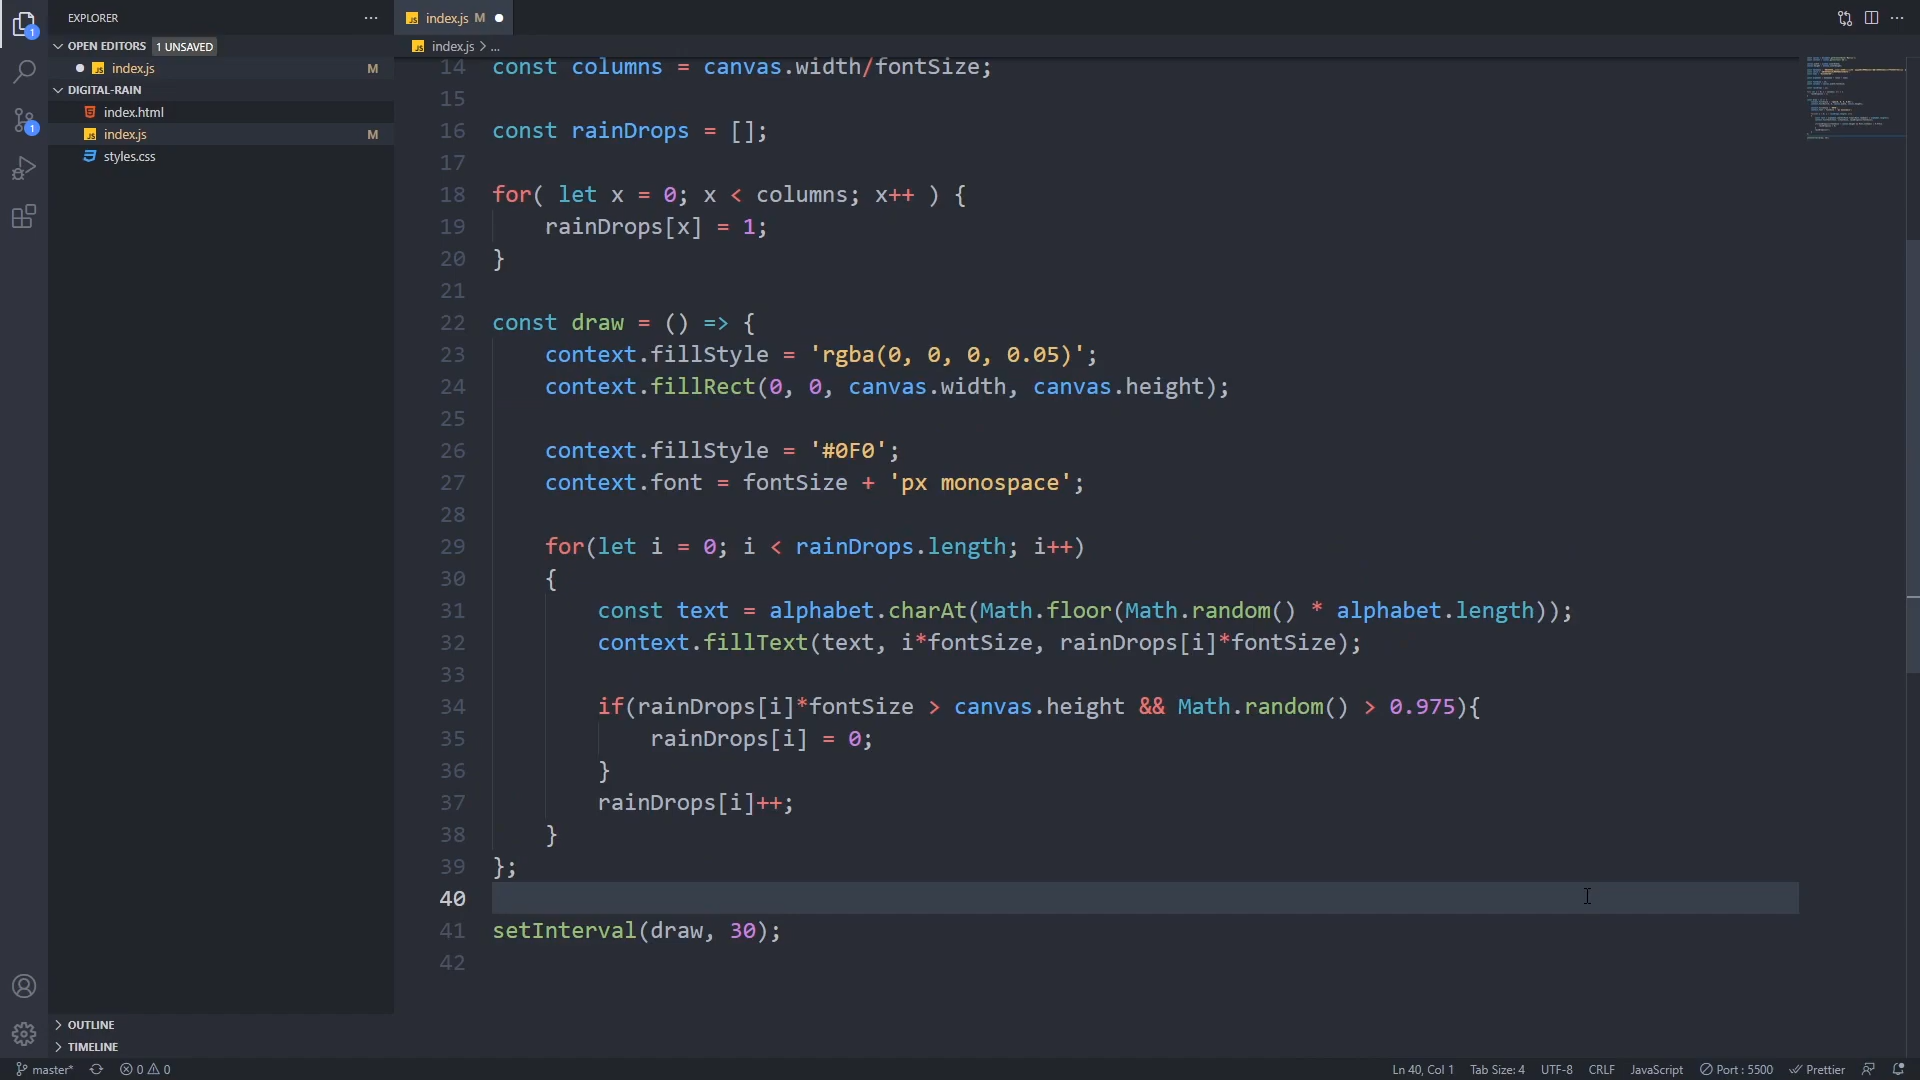 EXPLORER
OPEN EDITORS 1 UNSAVED
index.js M
DIGITAL-RAIN
index.html
index.js M
styles.css
OUTLINE
TIMELINE
index.js M
index.js > ...
14 const columns = canvas.width/fontSize;
15
16 const rainDrops = [];
17
18 for( let x = 0; x < columns; x++ ) {
19 rainDrops[x] = 1;
20 }
21
22 const draw = () => {
23 context.fillStyle = 'rgba(0, 0, 0, 0.05)';
24 context.fillRect(0, 0, canvas.width, canvas.height);
25
26 context.fillStyle = '#0F0';
27 context.font = fontSize + 'px monospace';
28
29 for(let i = 0; i < rainDrops.length; i++)
30 {
31 const text = alphabet.charAt(Math.floor(Math.random() * alphabet.length));
32 context.fillText(text, i*fontSize, rainDrops[i]*fontSize);
33
34 if(rainDrops[i]*fontSize > canvas.height && Math.random() > 0.975){
35 rainDrops[i] = 0;
36 }
37 rainDrops[i]++;
38 }
39 };
40
41 setInterval(draw, 30);
42
1
1
master* 0 0 Ln 40, Col 1 Tab Size: 4 UTF-8 CRLF JavaScript Port : 5500 Prettier